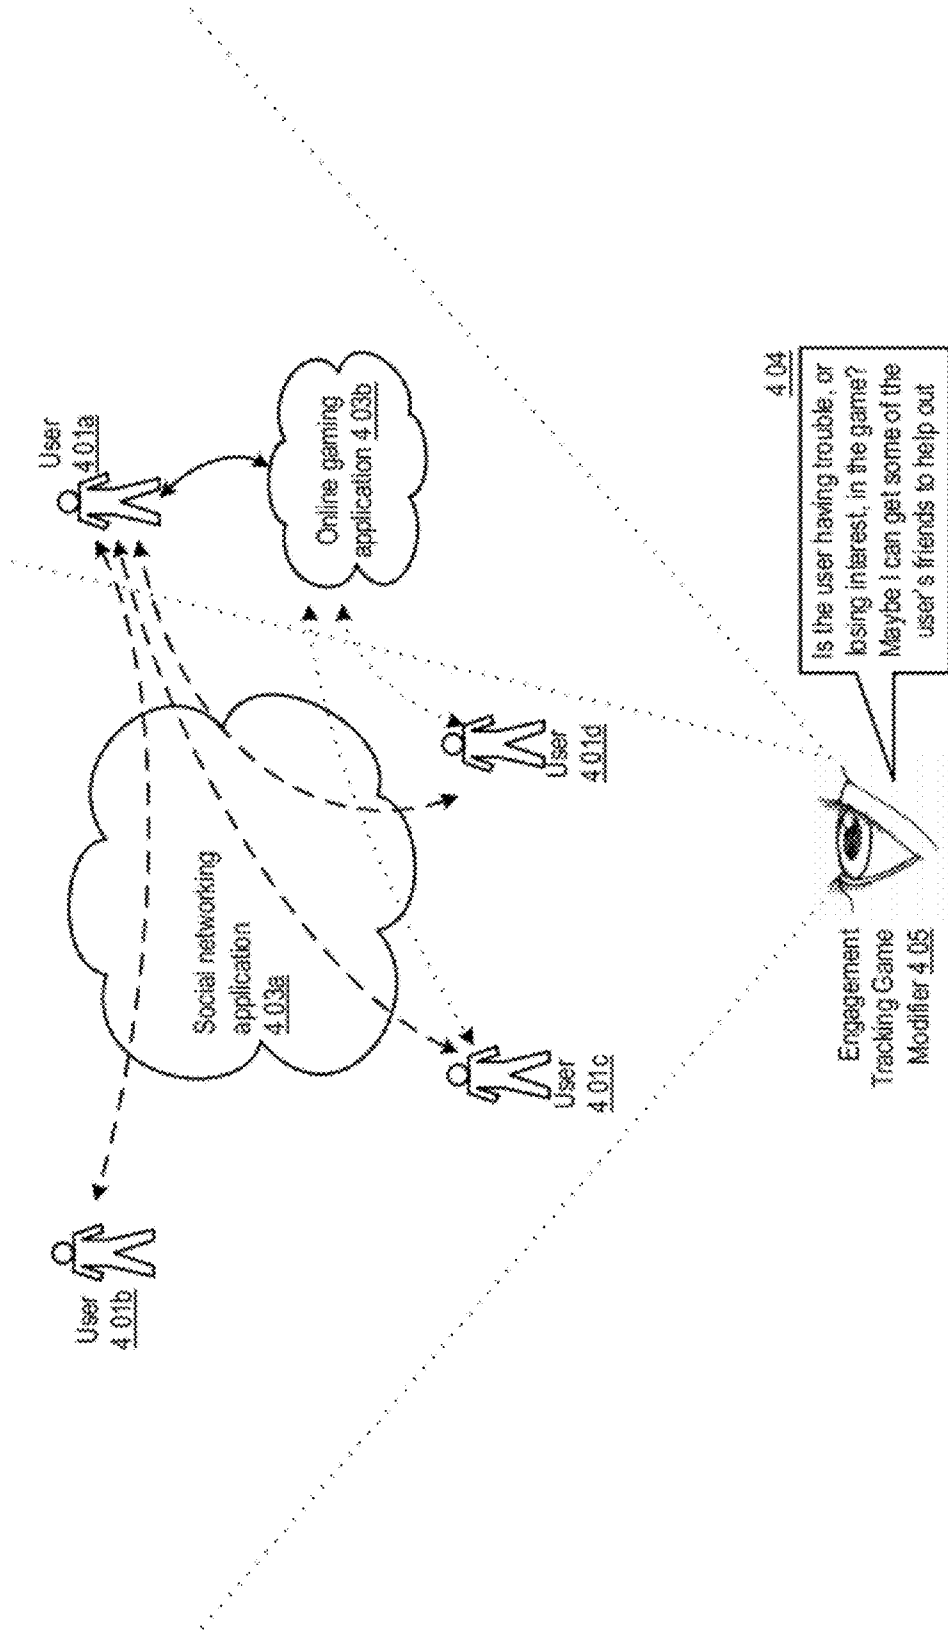 User
4 01b
Social networking
application
4 03a
User
4 01a
User
4 01c
User
4 01d
Online gaming
application 4 03b
Engagement
Tracking Game
Modifier 4 05
4 04
Is the user having trouble, or
losing interest, in the game?
Maybe I can get some of the
user's friends to help out